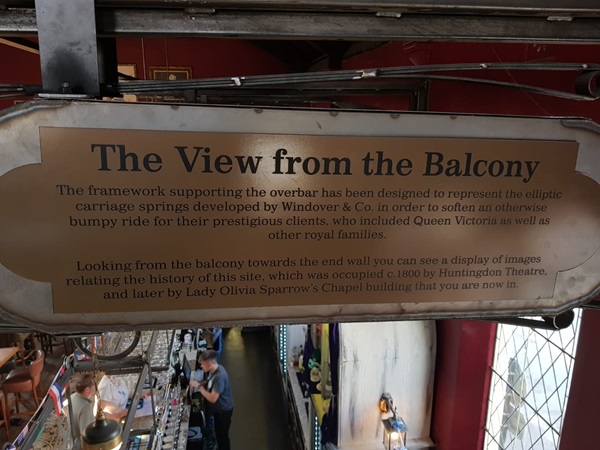 The View from the Balcony
The framework supporting the overbar has been designed to represent the elliptic
carriage springs developed by Windover & Co. in order to soften an otherwise
bumpy ride for their prestigious clients, who included Queen Victoria as well as
other royal families.
Looking from the balcony towards the end wall you can see a display of images
relating the history of this site, which was occupied c.1800 by Huntingdon Theatre,
and later by Lady Olivia Sparrow's Chapel building that you are now in.